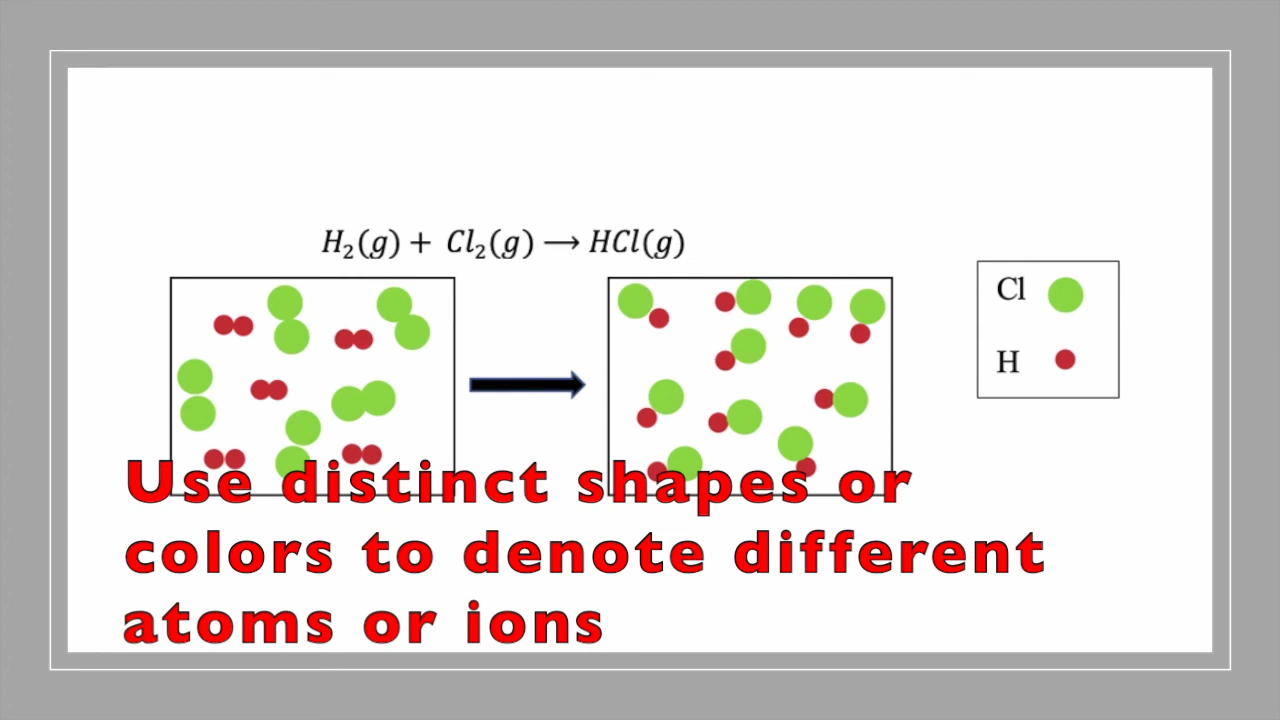 H₂(g) + Cl₂(g) → HCl(g)
Cl
H
Use distinct shapes or
colors to denote different
atoms or ions